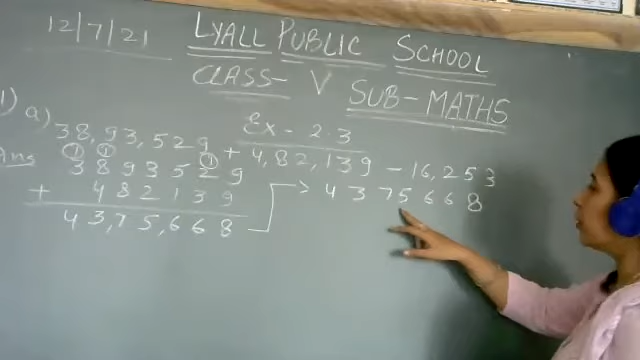 12/7/21 LYALL PUBLIC SCHOOL
CLASS- V
SUB- MATHS
Ex - 2.3
1) a) 38,93,529 + 4,82,139 - 16,253
Ans ① ① ①
3 8 9 3 5 2 9
+ 4 8 2 1 3 9
4 3,7 5,6 6 8
→ 4 3 7 5 6 6 8